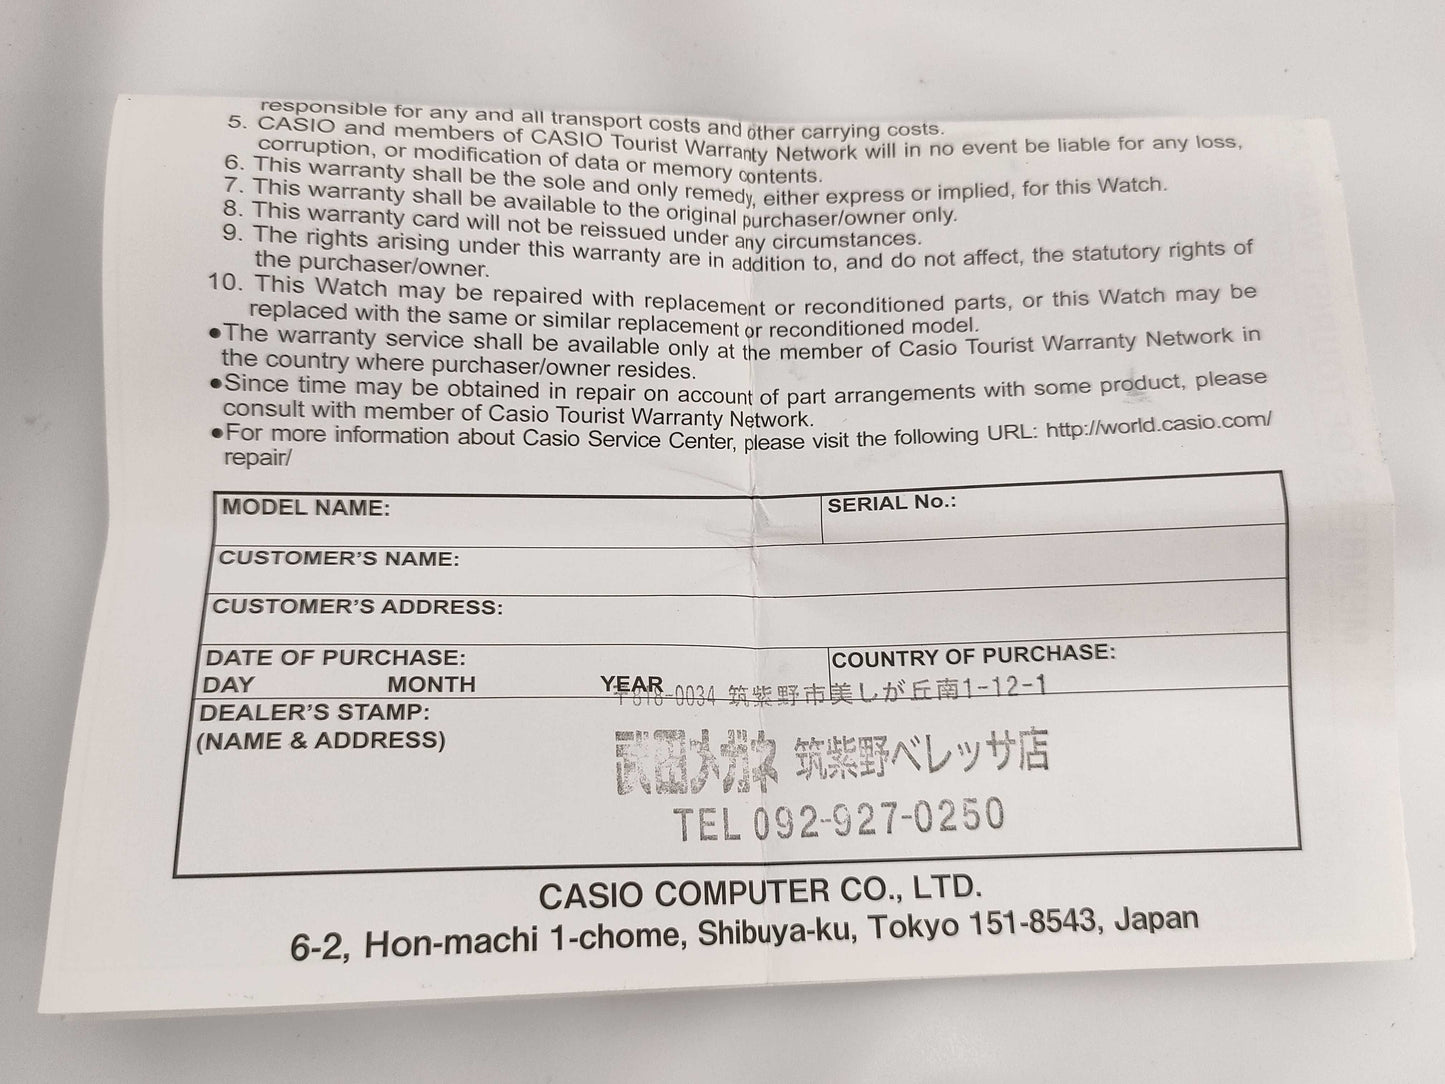 responsible for any and all transport costs and other carrying costs.
5. CASIO and members of CASIO Tourist Warranty Network will in no event be liable for any loss,
corruption, or modification of data or memory contents.
6. This warranty shall be the sole and only remedy, either express or implied, for this Watch.
7. This warranty shall be available to the original purchaser/owner only.
8. This warranty card will not be reissued under any circumstances.
9. The rights arising under this warranty are in addition to, and do not affect, the statutory rights of
the purchaser/owner.
10. This Watch may be repaired with replacement or reconditioned parts, or this Watch may be
replaced with the same or similar replacement or reconditioned model.
●The warranty service shall be available only at the member of Casio Tourist Warranty Network in
the country where purchaser/owner resides.
●Since time may be obtained in repair on account of part arrangements with some product, please
consult with member of Casio Tourist Warranty Network.
●For more information about Casio Service Center, please visit the following URL: http://world.casio.com/
repair/
MODEL NAME: SERIAL No.:
CUSTOMER'S NAME:
CUSTOMER'S ADDRESS:
DATE OF PURCHASE: COUNTRY OF PURCHASE:
DAY MONTH YEAR
〒818-0034 筑紫野市美しが丘南1-12-1
DEALER'S STAMP:
(NAME & ADDRESS)
武田メガネ 筑紫野ベレッサ店
TEL 092-927-0250
CASIO COMPUTER CO., LTD.
6-2, Hon-machi 1-chome, Shibuya-ku, Tokyo 151-8543, Japan